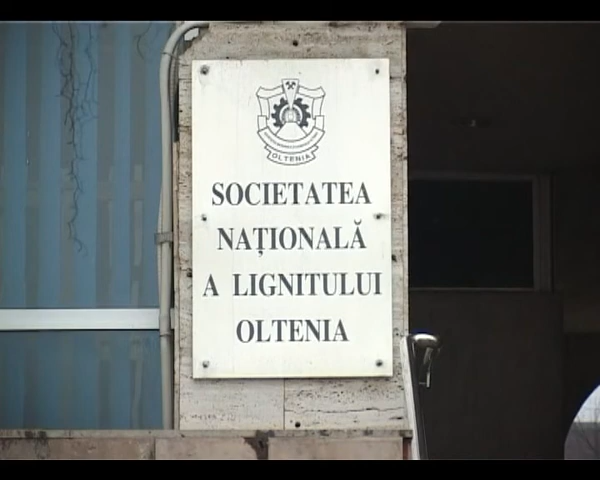 OLTENIA
SOCIETATEA
NAȚIONALĂ
A LIGNITULUI
OLTENIA